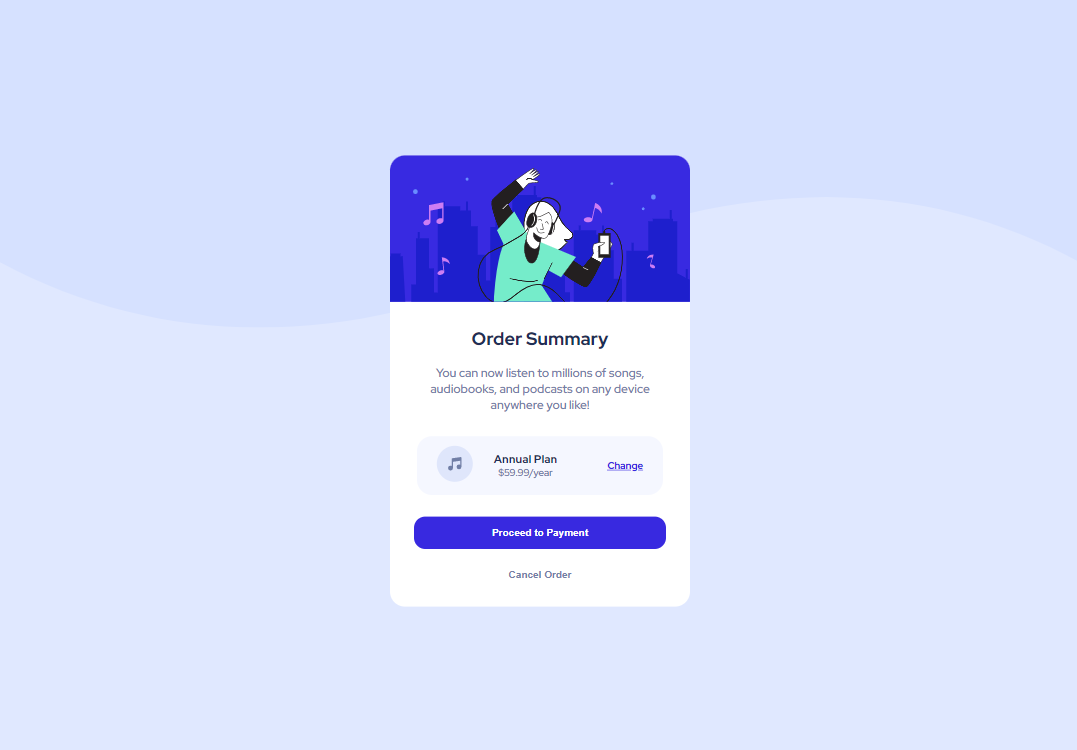 Order Summary
You can now listen to millions of songs,
audiobooks, and podcasts on any device
anywhere you like!
Annual Plan
$59.99/year
Change
Proceed to Payment
Cancel Order